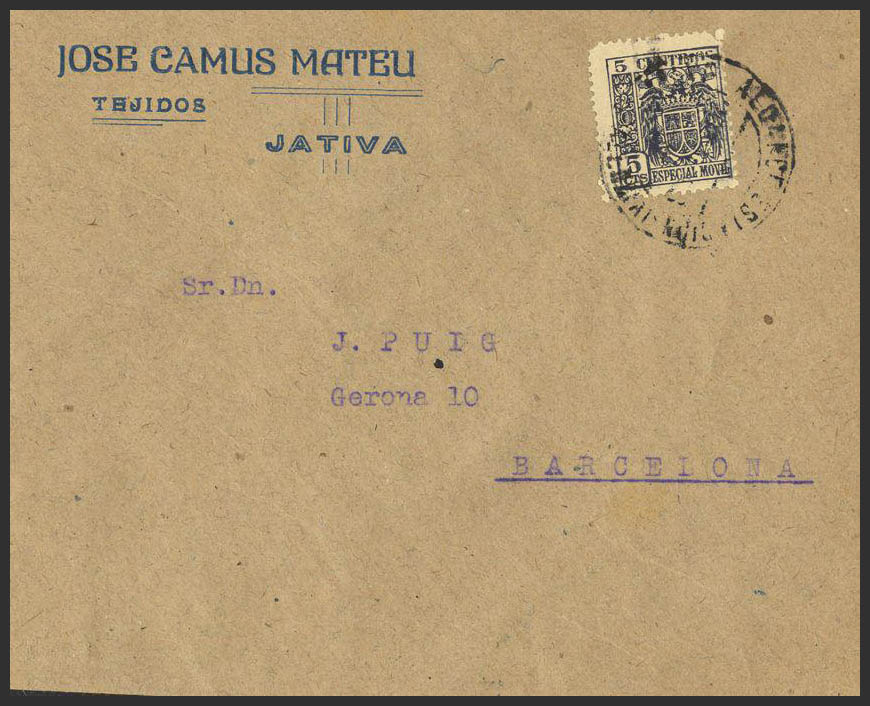 JOSE CAMUS MATEU
TEJIDOS
JATIVA
5 CENTIMOS
5
CTS
ESPECIAL MOVIL
Sr.Dn.
J. PUIG
Gerona 10
BARCELONA